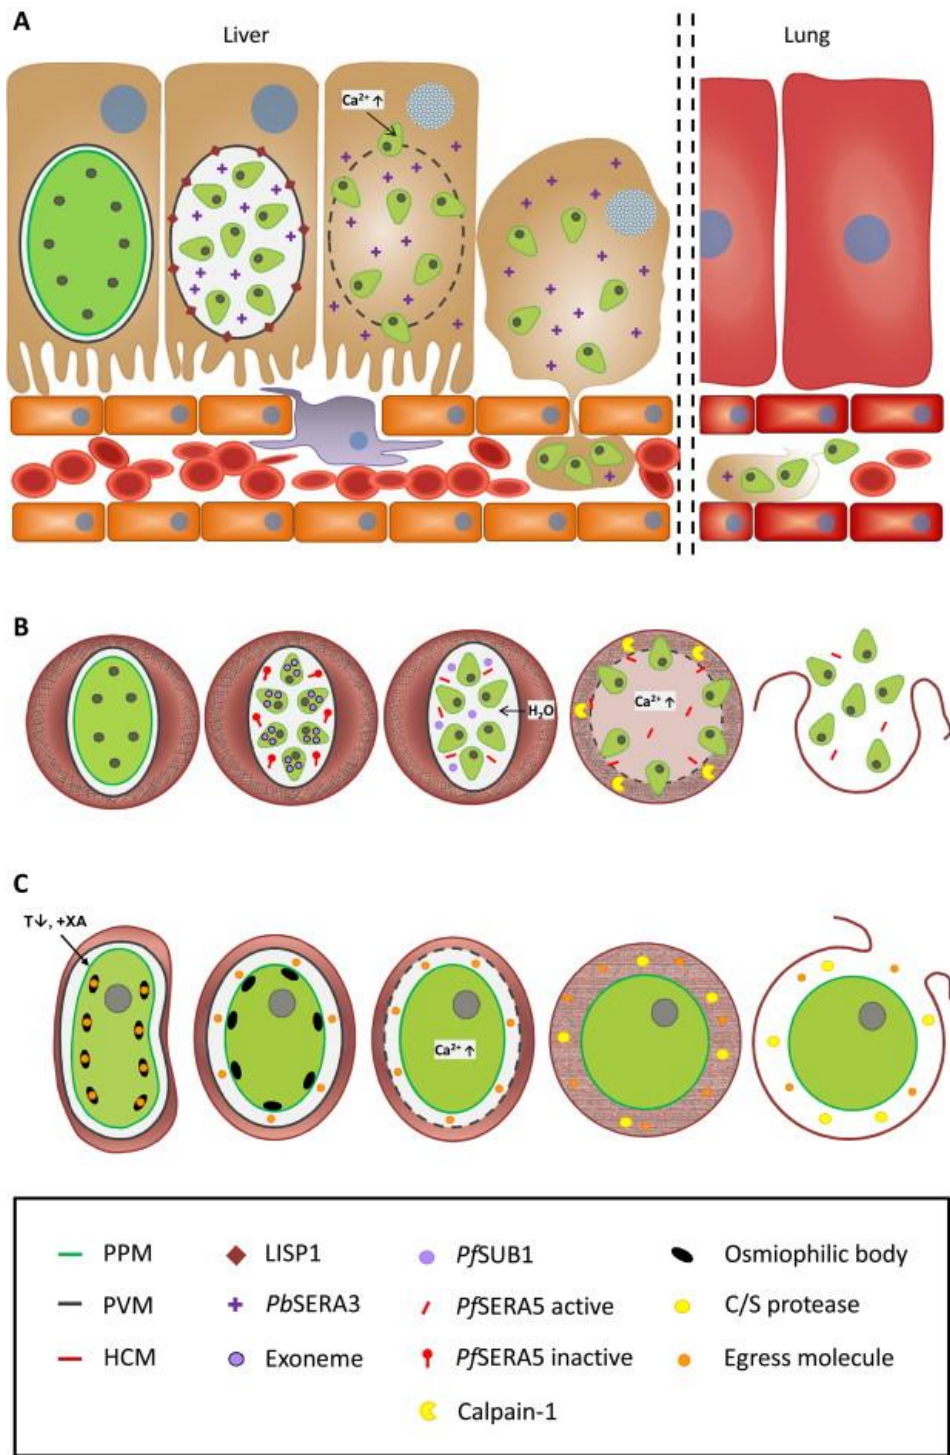 A
Liver
Lung
Ca²⁺ ↑
B
H₂O
Ca²⁺ ↑
C
T↓, +XA
Ca²⁺ ↑
PPM
LISP1
PfSUB1
Osmiophilic body
PVM
PbSERA3
PfSERA5 active
C/S protease
HCM
Exoneme
PfSERA5 inactive
Egress molecule
Calpain-1